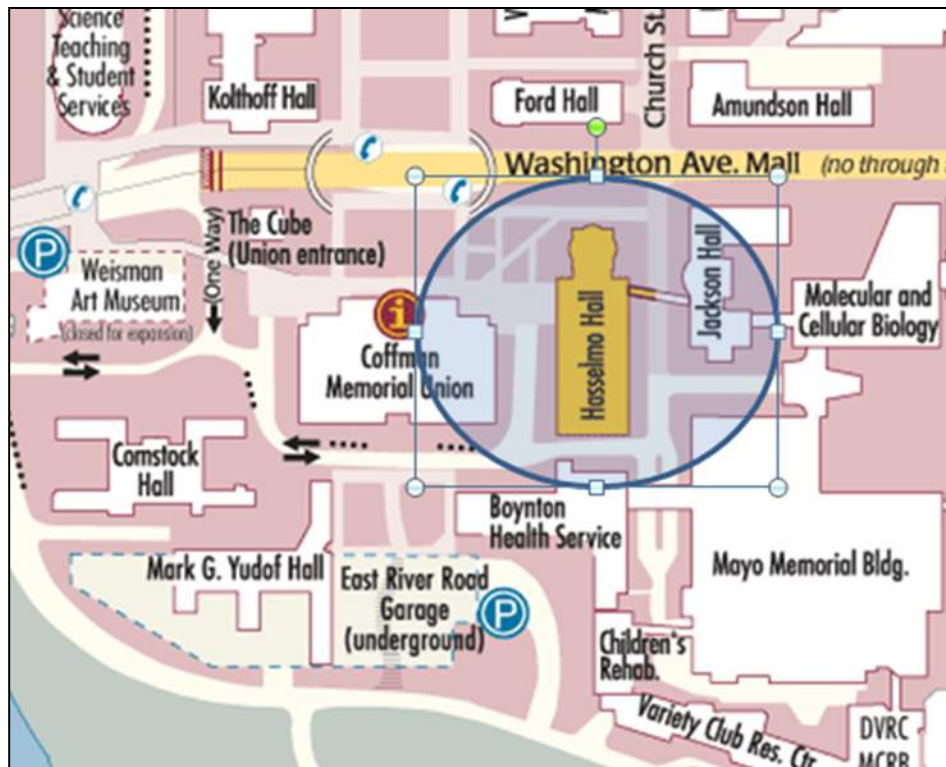 Science
Teaching
& Student
Services
Kolthoff Hall
Ford Hall
Church St.
Amundson Hall
Washington Ave. Mall (no through
The Cube
(Union entrance)
(One Way)
P
Weisman
Art Museum
(closed for expansion)
i
Coffman
Memorial Union
Hasselmo Hall
Jackson Hall
Molecular and
Cellular Biology
Comstock
Hall
Boynton
Health Service
Mark G. Yudof Hall
East River Road
Garage
(underground)
P
Mayo Memorial Bldg.
Children's
Rehab.
Variety Club Res. Ctr.
DVRC
MCRB